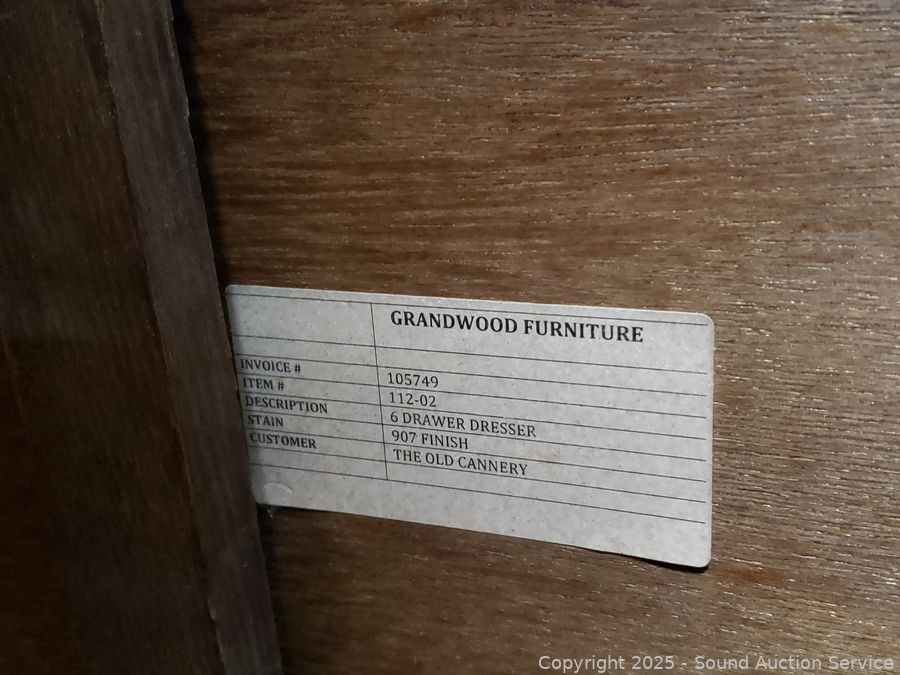 GRANDWOOD FURNITURE
INVOICE # 105749
ITEM # 112-02
DESCRIPTION 6 DRAWER DRESSER
STAIN 907 FINISH
CUSTOMER THE OLD CANNERY
Copyright © 2025 - Sound Auction Service